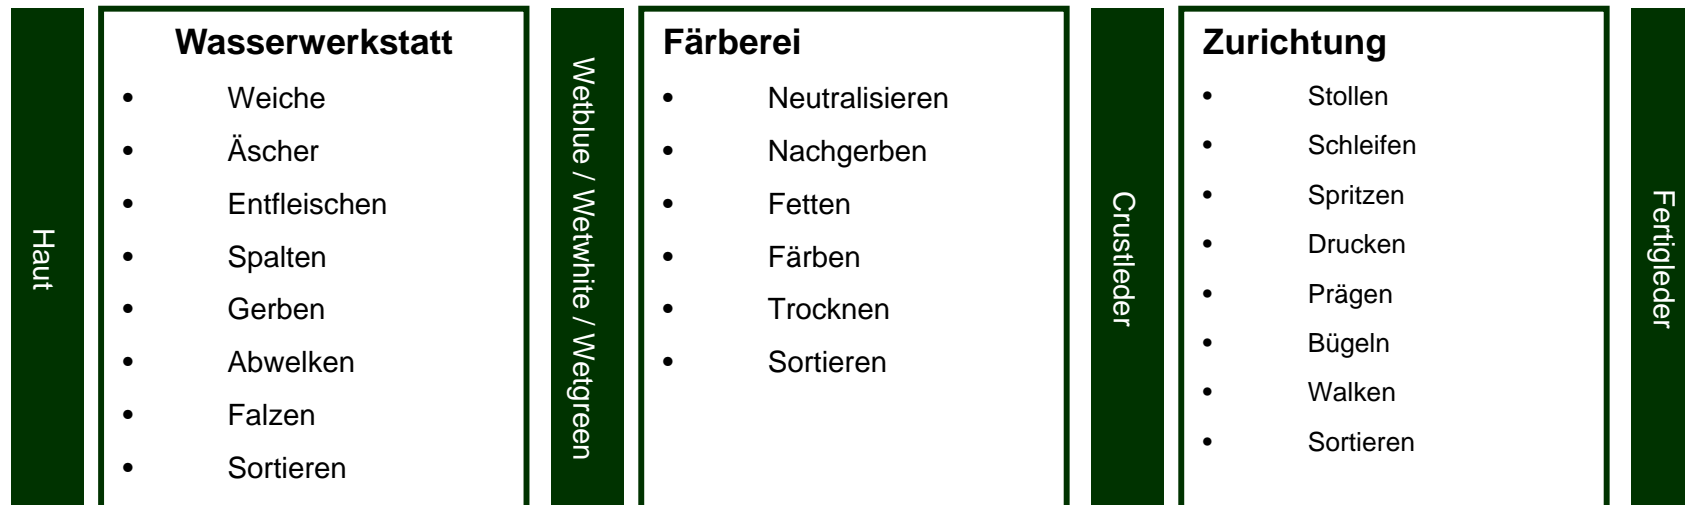 Haut
Wasserwerkstatt
• Weiche
• Äscher
• Entfleischen
• Spalten
• Gerben
• Abwelken
• Falzen
• Sortieren
Wetblue / Wetwhite / Wetgreen
Färberei
• Neutralisieren
• Nachgerben
• Fetten
• Färben
• Trocknen
• Sortieren
Crustleder
Zurichtung
• Stollen
• Schleifen
• Spritzen
• Drucken
• Prägen
• Bügeln
• Walken
• Sortieren
Fertigleder